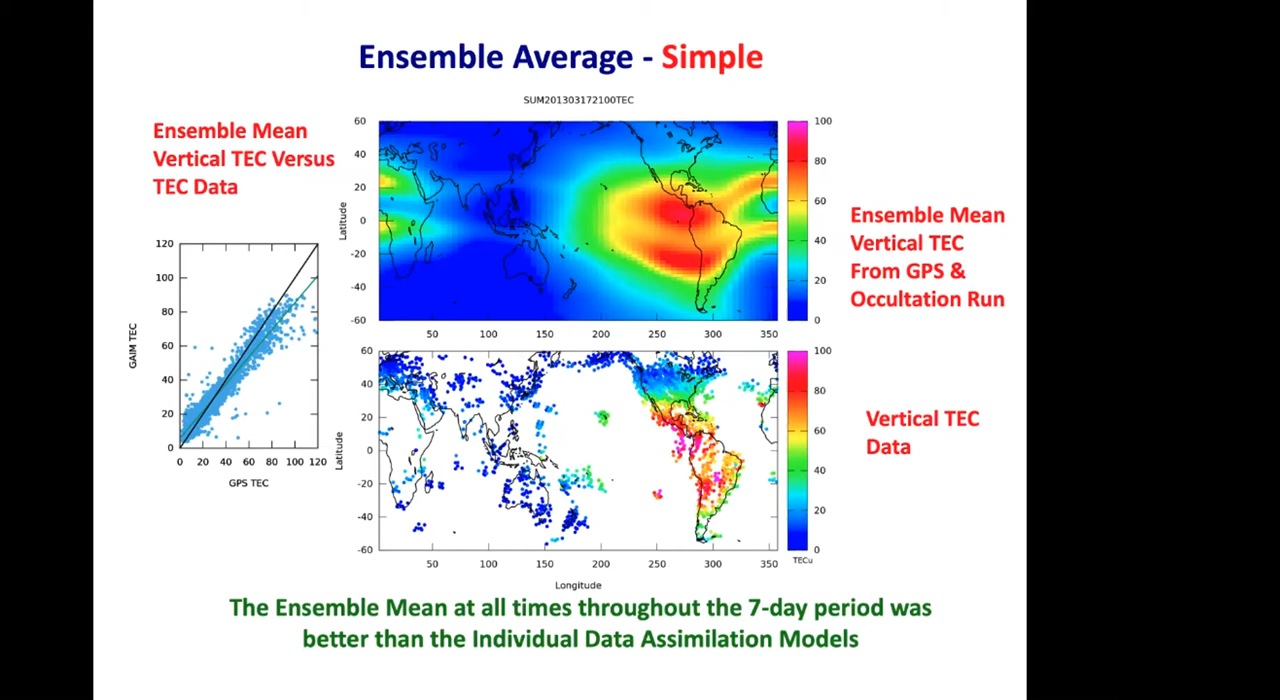 Ensemble Average - Simple
SUM201303172100TEC
Ensemble Mean
Vertical TEC Versus
TEC Data
GAIM TEC
120
100
80
60
40
20
0
0 20 40 60 80 100 120
GPS TEC
Latitude
60
40
20
0
-20
-40
-60
50 100 150 200 250 300 350
100
80
60
40
20
0
Ensemble Mean
Vertical TEC
From GPS &
Occultation Run
Latitude
60
40
20
0
-20
-40
-60
50 100 150 200 250 300 350
Longitude
100
80
60
40
20
0
TECu
Vertical TEC
Data
The Ensemble Mean at all times throughout the 7-day period was
better than the Individual Data Assimilation Models